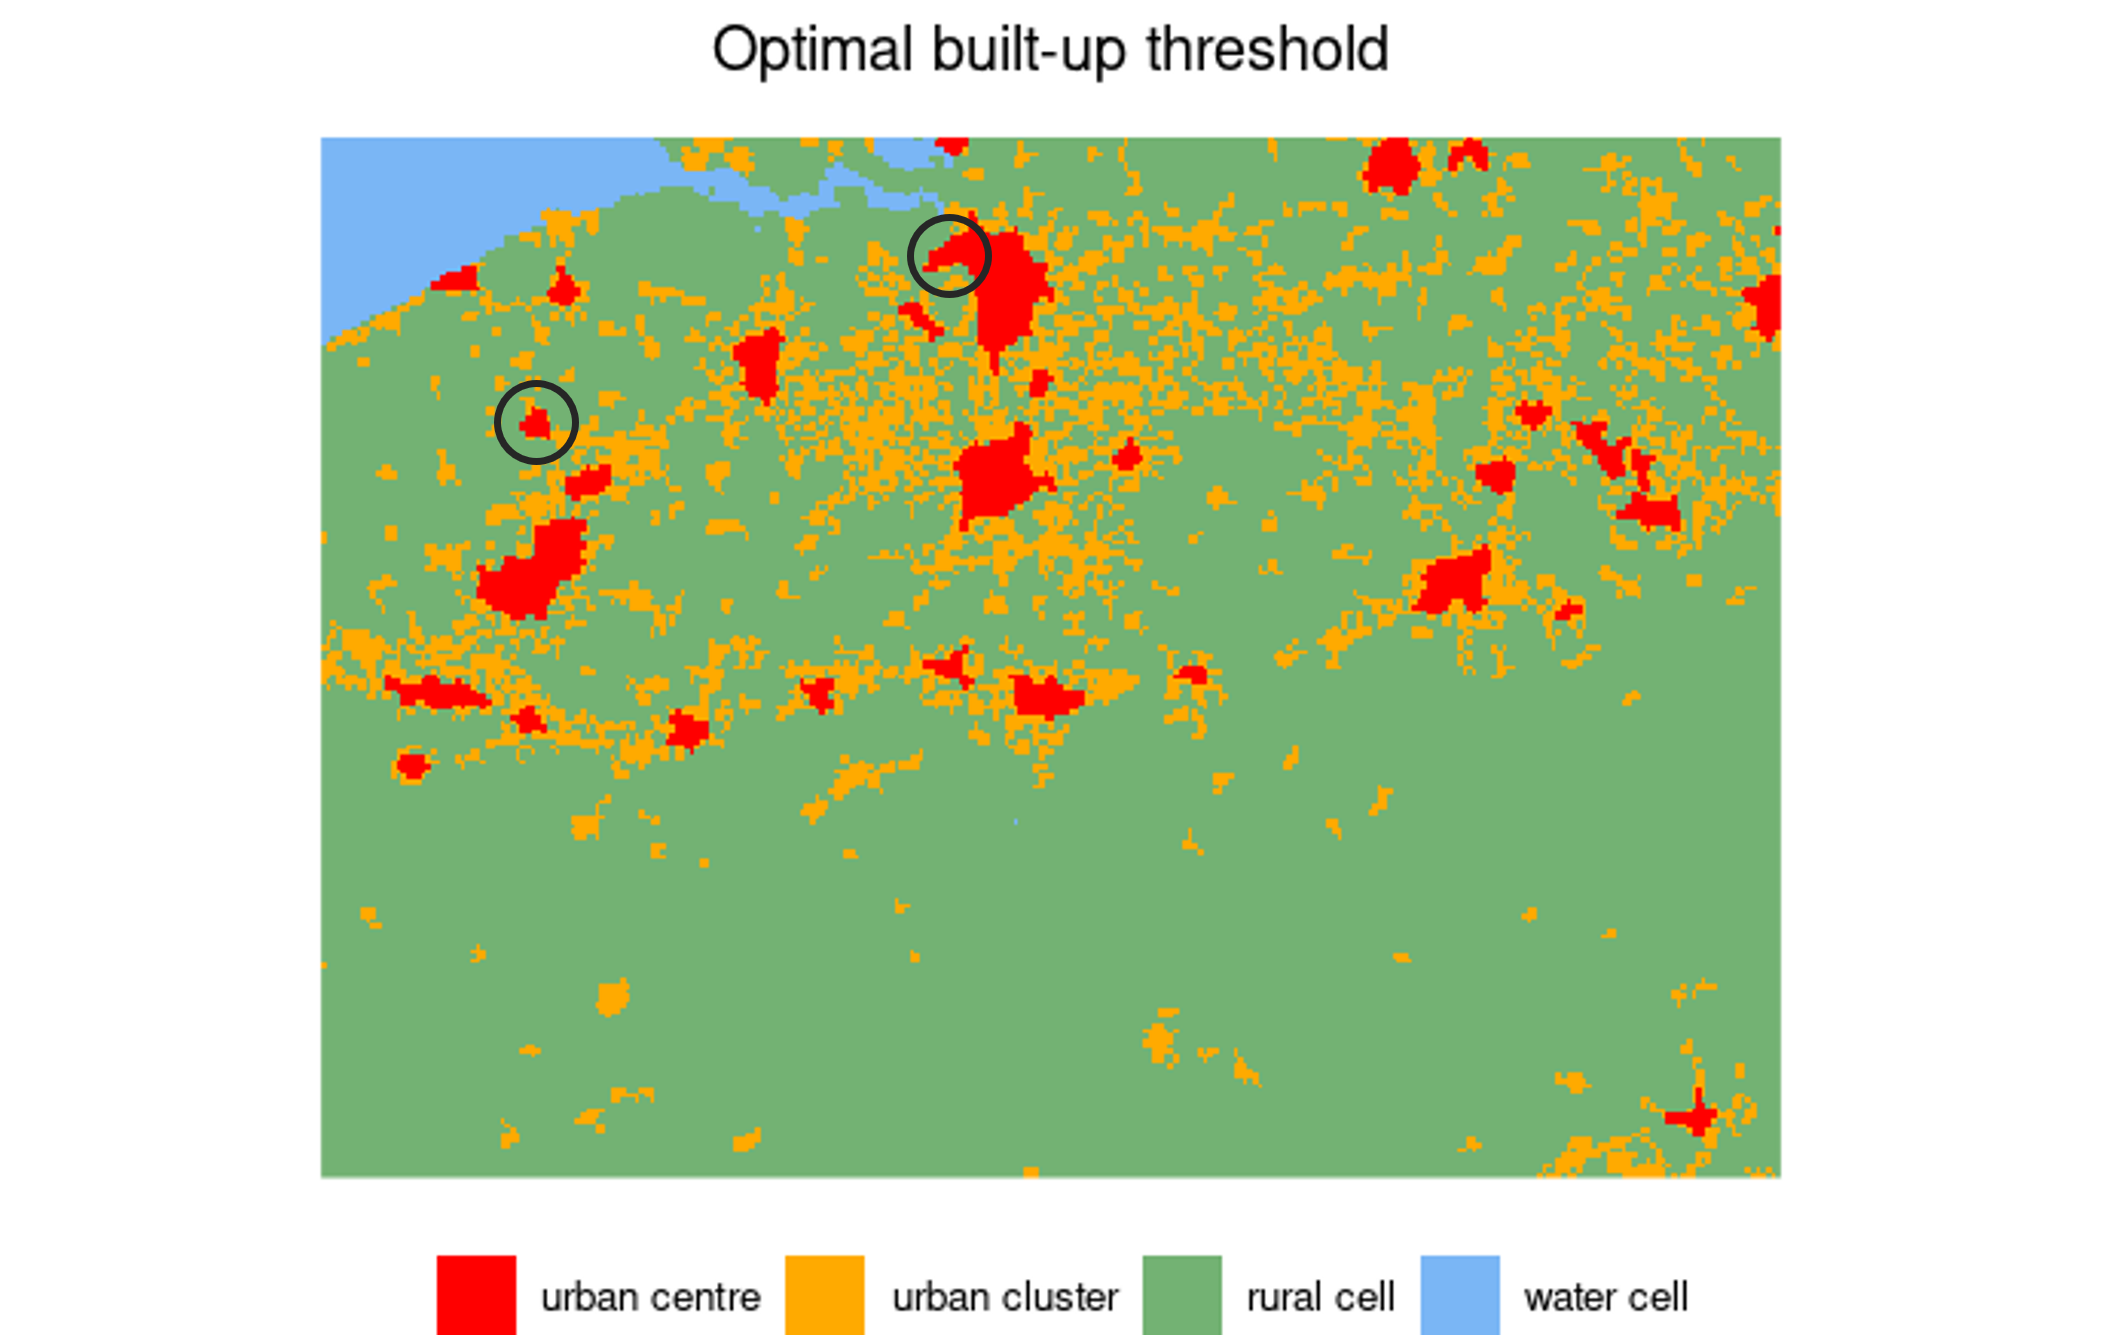 Optimal built-up threshold
urban centre urban cluster rural cell water cell